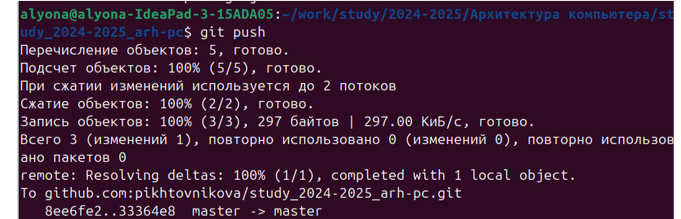 alyona@alyona-IdeaPad-3-15ADA05:~/work/study/2024-2025/Архитектура компьютера/st
udy_2024-2025_arh-pc$ git push
Перечисление объектов: 5, готово.
Подсчет объектов: 100% (5/5), готово.
При сжатии изменений используется до 2 потоков
Сжатие объектов: 100% (2/2), готово.
Запись объектов: 100% (3/3), 297 байтов | 297.00 КиБ/с, готово.
Всего 3 (изменений 1), повторно использовано 0 (изменений 0), повторно использов
ано пакетов 0
remote: Resolving deltas: 100% (1/1), completed with 1 local object.
To github.com:pikhtovnikova/study_2024-2025_arh-pc.git
   8ee6fe2..33364e8  master -> master